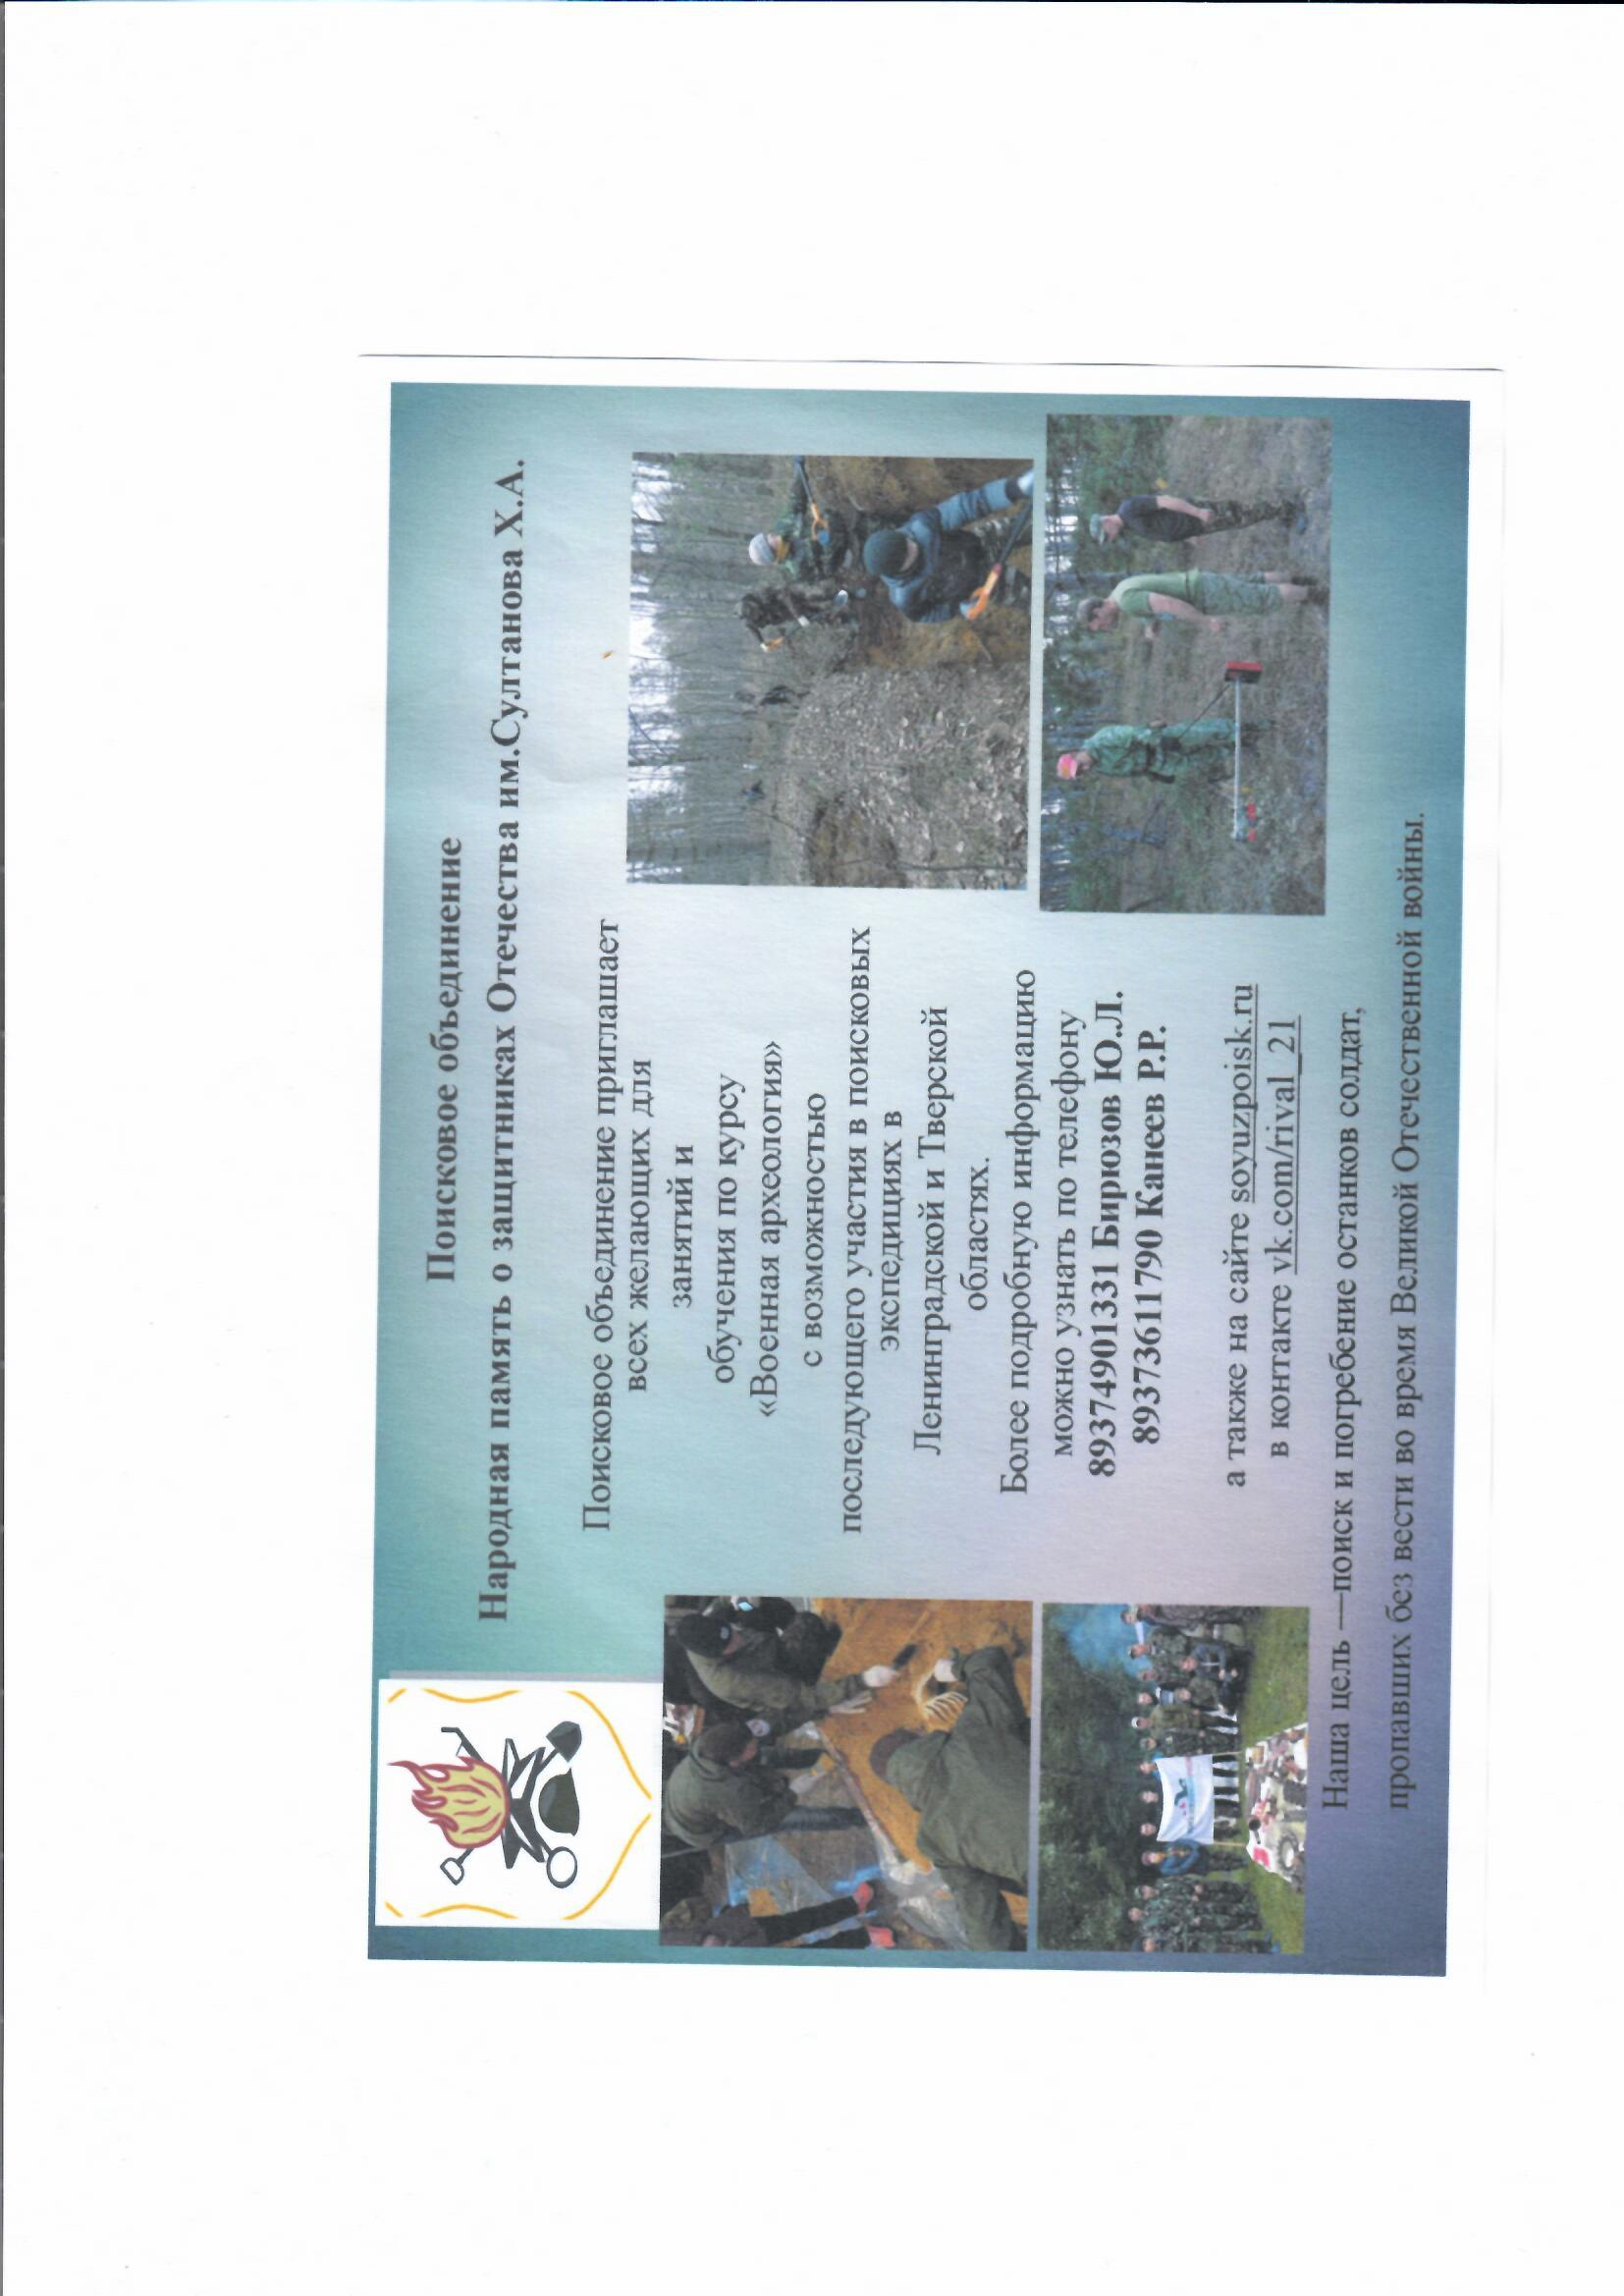 Поисковое объединение
Народная память о защитниках Отечества им.Султанова Х.А.
Поисковое объединение приглашает
всех желающих для
занятий и
обучения по курсу
«Военная археология»
с возможностью
последующего участия в поисковых
экспедициях в
Ленинградской и Тверской
областях.
Более подробную информацию
можно узнать по телефону
89374901331 Бирюзов Ю.Л.
89373611790 Канеев Р.Р.
а также на сайте soyuzpoisk.ru
в контакте vk.com/rival_21
Наша цель —поиск и погребение останков солдат,
пропавших без вести во время Великой Отечественной войны.